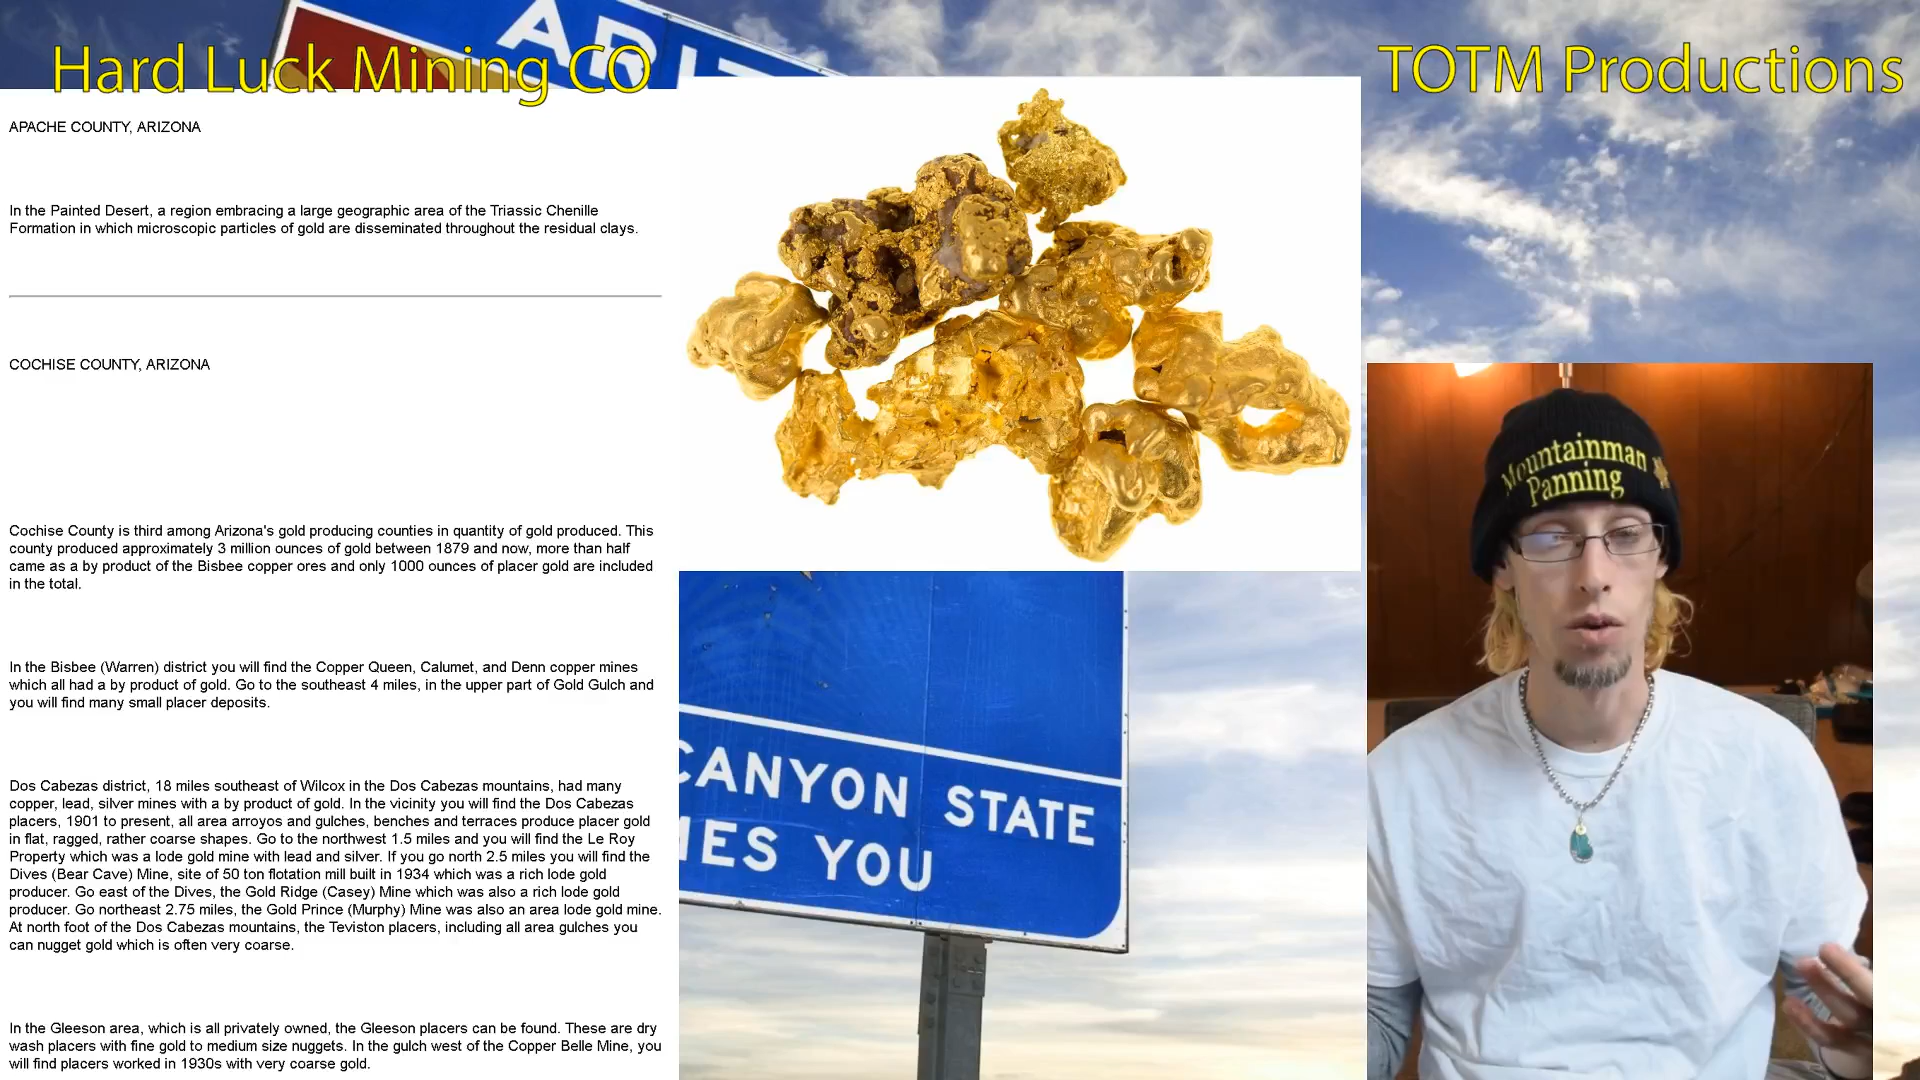 Hard Luck Mining CO
TOTM Productions
ARI
APACHE COUNTY, ARIZONA
In the Painted Desert, a region embracing a large geographic area of the Triassic Chenille
Formation in which microscopic particles of gold are disseminated throughout the residual clays.
COCHISE COUNTY, ARIZONA
Cochise County is third among Arizona's gold producing counties in quantity of gold produced. This
county produced approximately 3 million ounces of gold between 1879 and now, more than half
came as a by product of the Bisbee copper ores and only 1000 ounces of placer gold are included
in the total.
In the Bisbee (Warren) district you will find the Copper Queen, Calumet, and Denn copper mines
which all had a by product of gold. Go to the southeast 4 miles, in the upper part of Gold Gulch and
you will find many small placer deposits.
Dos Cabezas district, 18 miles southeast of Wilcox in the Dos Cabezas mountains, had many
copper, lead, silver mines with a by product of gold. In the vicinity you will find the Dos Cabezas
placers, 1901 to present, all area arroyos and gulches, benches and terraces produce placer gold
in flat, ragged, rather coarse shapes. Go to the northwest 1.5 miles and you will find the Le Roy
Property which was a lode gold mine with lead and silver. If you go north 2.5 miles you will find the
Dives (Bear Cave) Mine, site of 50 ton flotation mill built in 1934 which was a rich lode gold
producer. Go east of the Dives, the Gold Ridge (Casey) Mine which was also a rich lode gold
producer. Go northeast 2.75 miles, the Gold Prince (Murphy) Mine was also an area lode gold mine.
At north foot of the Dos Cabezas mountains, the Teviston placers, including all area gulches you
can nugget gold which is often very coarse.
In the Gleeson area, which is all privately owned, the Gleeson placers can be found. These are dry
wash placers with fine gold to medium size nuggets. In the gulch west of the Copper Belle Mine, you
will find placers worked in 1930s with very coarse gold.
CANYON STATE
MES YOU
Mountainman
Panning